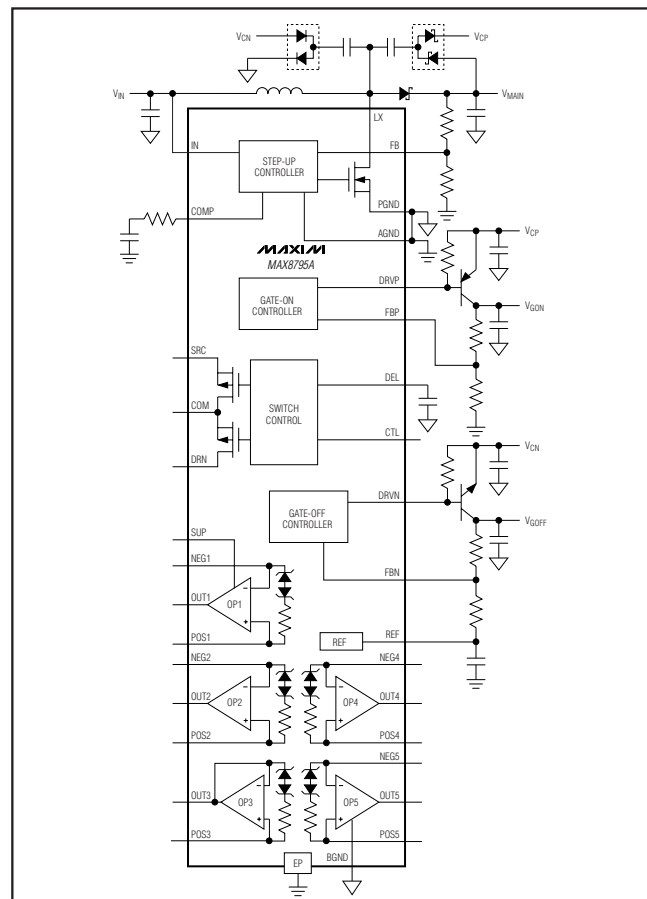 VCN
VCP
VIN
VMAIN
LX
IN
FB
STEP-UP
CONTROLLER
PGND
COMP
AGND
MAXIM
MAX8795A
VCP
DRVP
GATE-ON
CONTROLLER
VGON
FBP
SRC
DEL
COM
SWITCH
CONTROL
CTL
DRN
VCN
DRVN
GATE-OFF
CONTROLLER
VGOFF
SUP
NEG1
FBN
OUT1
OP1
REF
REF
POS1
NEG2
NEG4
OUT2
OP2
OP4
OUT4
POS2
POS4
NEG5
OUT3
OP3
OP5
OUT5
POS3
POS5
EP
BGND